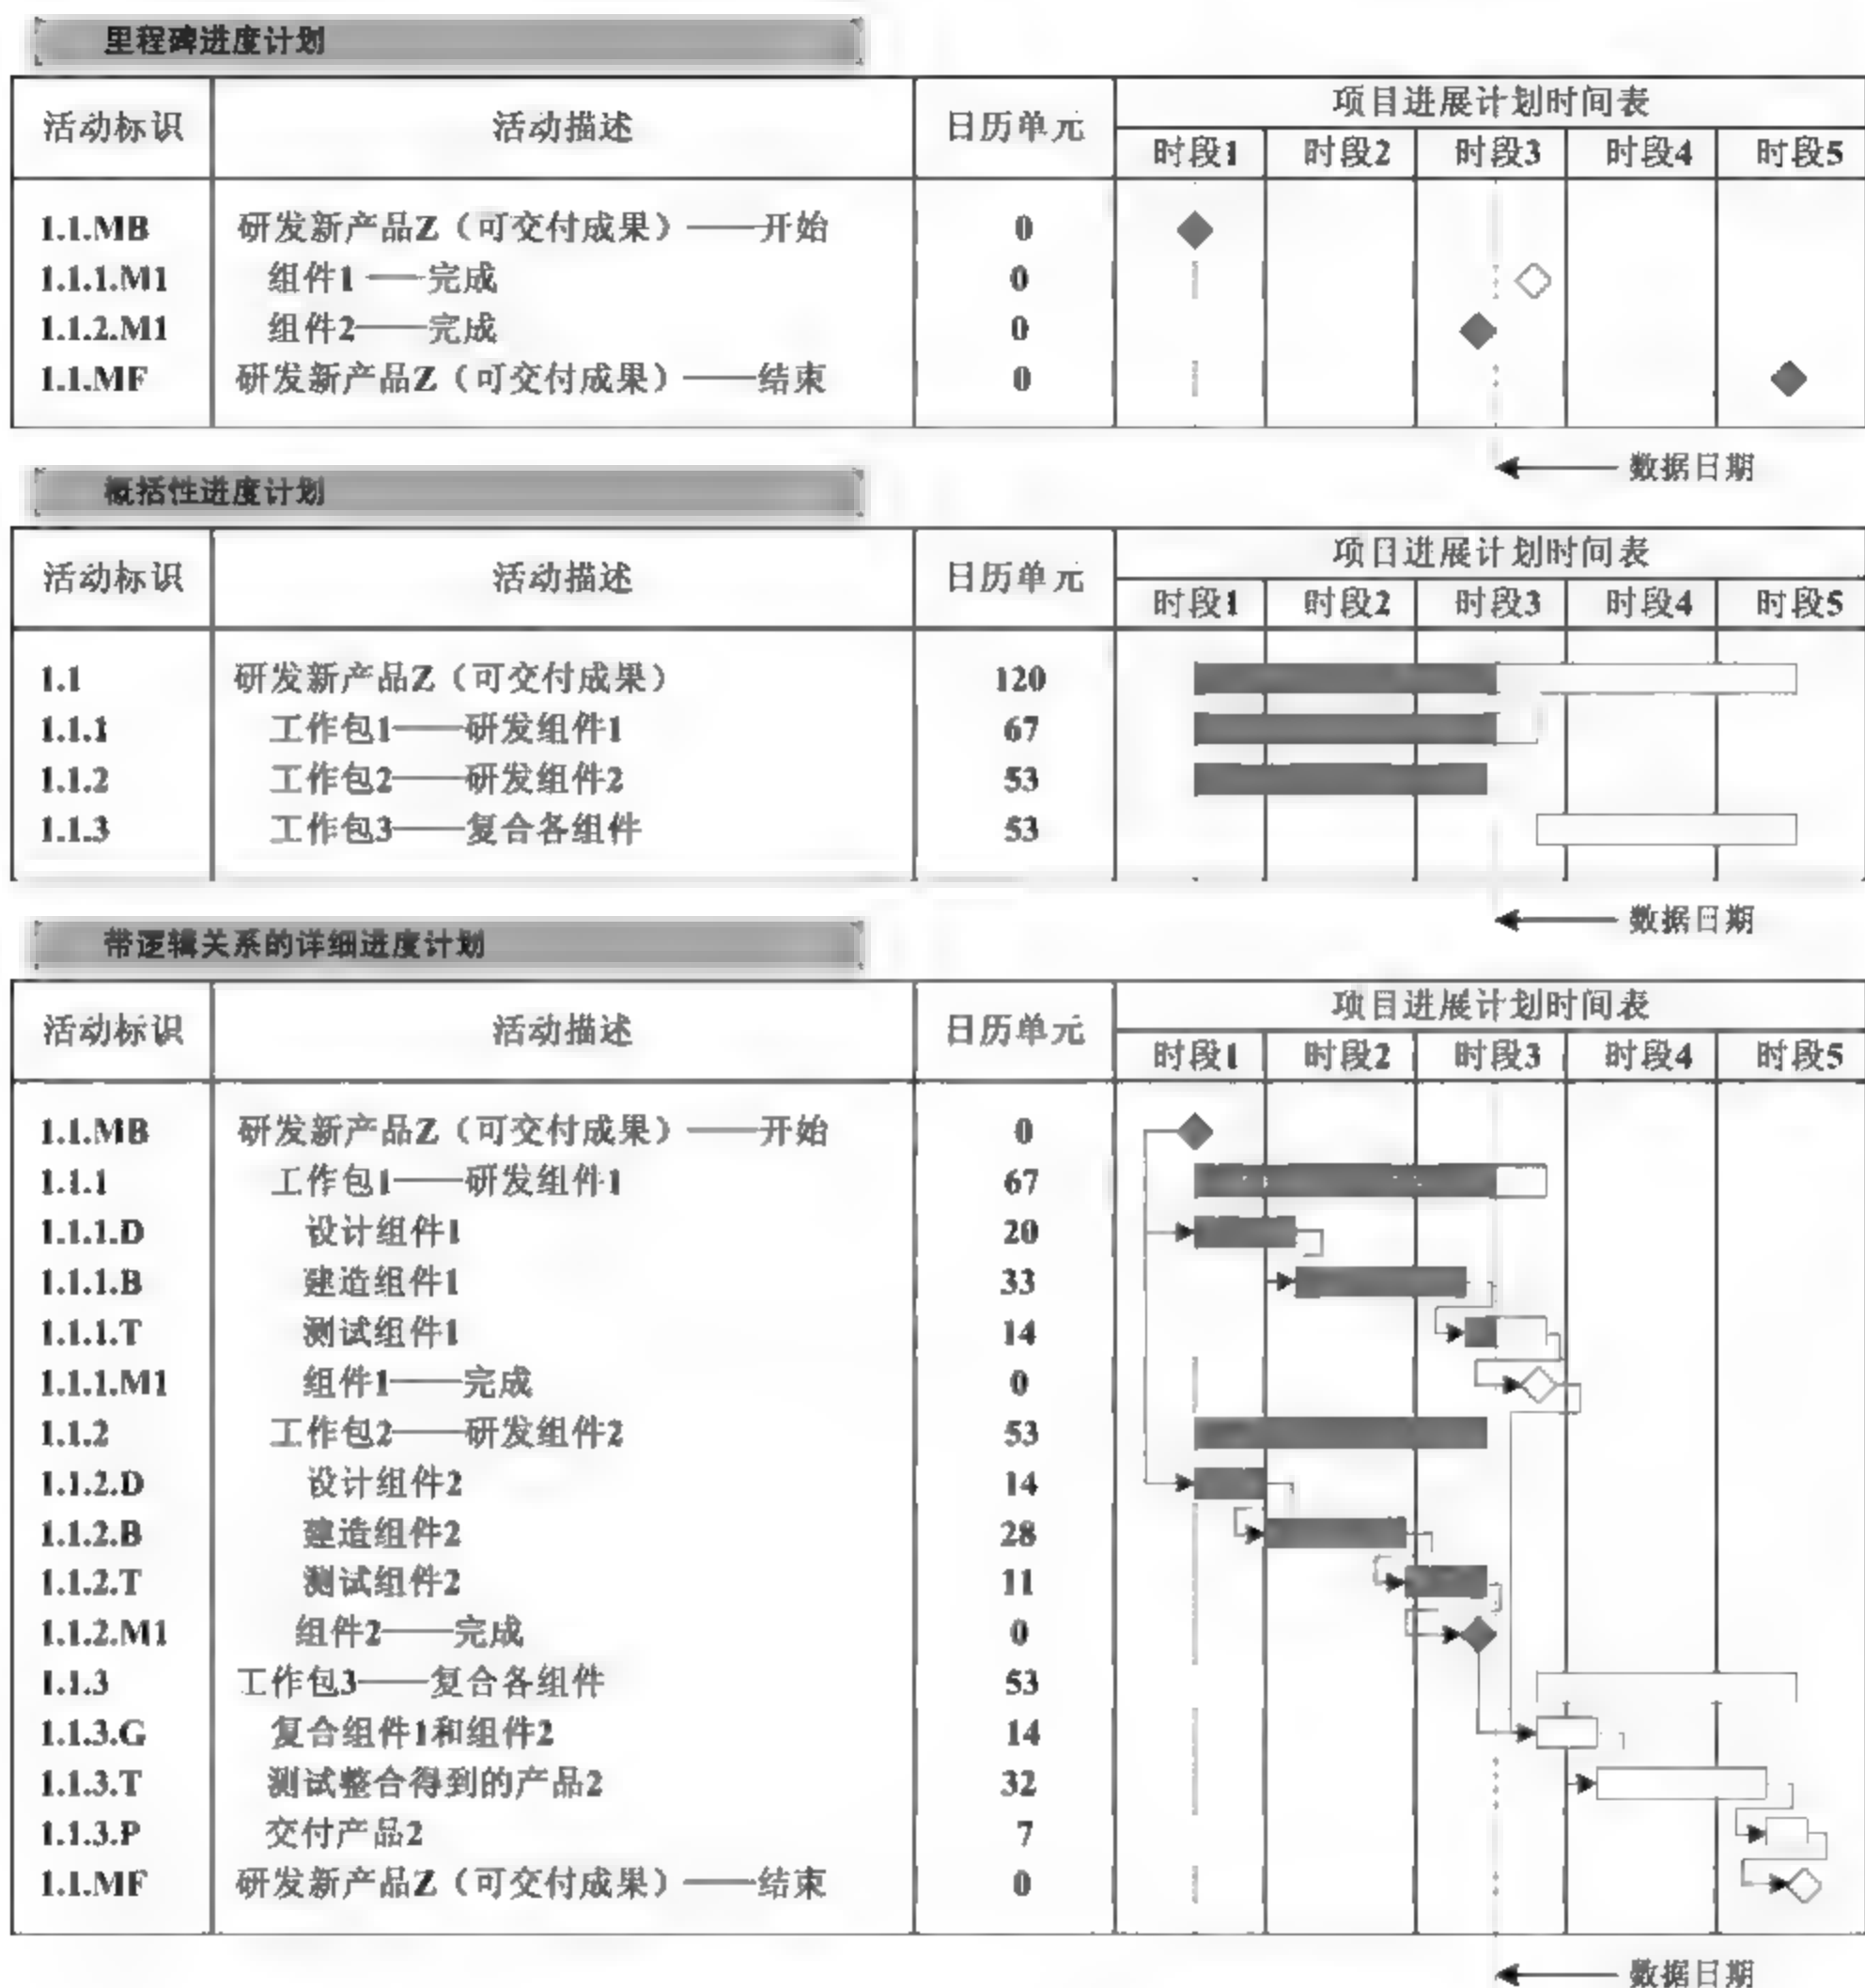 里程碑进度计划
活动标识 活动描述 日历单元 项目进展计划时间表
时段1 时段2 时段3 时段4 时段5
1.1.MB 研发新产品Z（可交付成果）——开始 0
1.1.1.M1 组件1——完成 0
1.1.2.M1 组件2——完成 0
1.1.MF 研发新产品Z（可交付成果）——结束 0
数据日期
概括性进度计划
活动标识 活动描述 日历单元 项目进展计划时间表
时段1 时段2 时段3 时段4 时段5
1.1 研发新产品Z（可交付成果） 120
1.1.1 工作包1——研发组件1 67
1.1.2 工作包2——研发组件2 53
1.1.3 工作包3——复合各组件 53
数据日期
带逻辑关系的详细进度计划
活动标识 活动描述 日历单元 项目进展计划时间表
时段1 时段2 时段3 时段4 时段5
1.1.MB 研发新产品Z（可交付成果）——开始 0
1.1.1 工作包1——研发组件1 67
1.1.1.D 设计组件1 20
1.1.1.B 建造组件1 33
1.1.1.T 测试组件1 14
1.1.1.M1 组件1——完成 0
1.1.2 工作包2——研发组件2 53
1.1.2.D 设计组件2 14
1.1.2.B 建造组件2 28
1.1.2.T 测试组件2 11
1.1.2.M1 组件2——完成 0
1.1.3 工作包3——复合各组件 53
1.1.3.G 复合组件1和组件2 14
1.1.3.T 测试整合得到的产品2 32
1.1.3.P 交付产品2 7
1.1.MF 研发新产品Z（可交付成果）——结束 0
数据日期